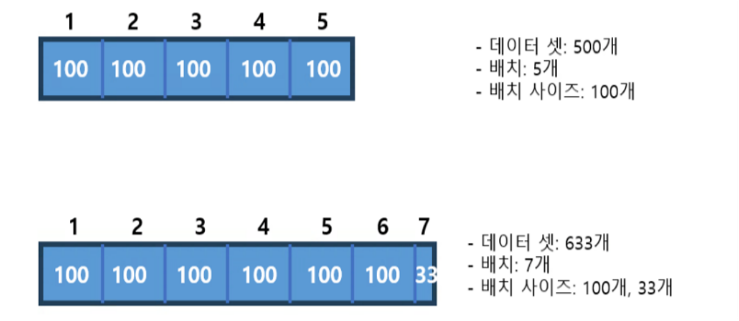 1 2 3 4 5
100 100 100 100 100
- 데이터 셋: 500개
- 배치: 5개
- 배치 사이즈: 100개
1 2 3 4 5 6 7
100 100 100 100 100 100 33
- 데이터 셋: 633개
- 배치: 7개
- 배치 사이즈: 100개, 33개